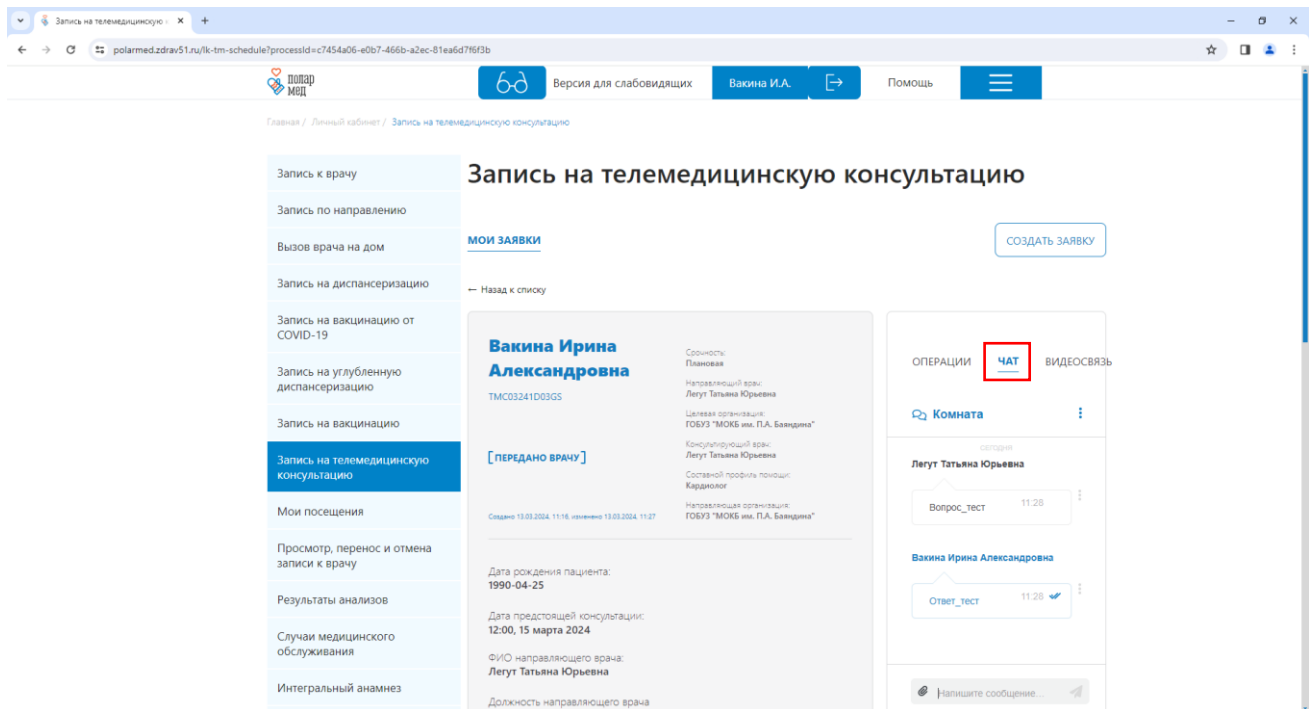 Запись на телемедицинскую
polarmed.zdrav51.ru/lk-tm-schedule?processId=c7454a06-e0b7-466b-a2ec-81ea6d7f6f3b
полар
мед
Версия для слабовидящих
Вакина И.А.
Помощь
Главная / Личный кабинет / Запись на телемедицинскую консультацию
Запись к врачу
Запись по направлению
Вызов врача на дом
Запись на диспансеризацию
Запись на вакцинацию от
COVID-19
Запись на углубленную
диспансеризацию
Запись на вакцинацию
Запись на телемедицинскую
консультацию
Мои посещения
Просмотр, перенос и отмена
записи к врачу
Результаты анализов
Случаи медицинского
обслуживания
Интегральный анамнез
Запись на телемедицинскую консультацию
МОИ ЗАЯВКИ
СОЗДАТЬ ЗАЯВКУ
← Назад к списку
Вакина Ирина
Александровна
TMC03241D03GS
[ПЕРЕДАНО ВРАЧУ]
Создано 13.03.2024, 11:18, изменено 13.03.2024, 11:27
Срочность:
Плановая
Направляющий врач:
Легут Татьяна Юрьевна
Целевая организация:
ГОБУЗ "МОКБ им. П.А. Баяндина"
Консультирующий врач:
Легут Татьяна Юрьевна
Составной профиль помощи:
Кардиолог
Направляющая организация:
ГОБУЗ "МОКБ им. П.А. Баяндина"
Дата рождения пациента:
1990-04-25
Дата предстоящей консультации:
12:00, 15 марта 2024
ФИО направляющего врача:
Легут Татьяна Юрьевна
Должность направляющего врача
ОПЕРАЦИИ ЧАТ ВИДЕОСВЯЗЬ
Комната
сегодня
Легут Татьяна Юрьевна
Вопрос_тест 11:28
Вакина Ирина Александровна
Ответ_тест 11:28
Напишите сообщение...